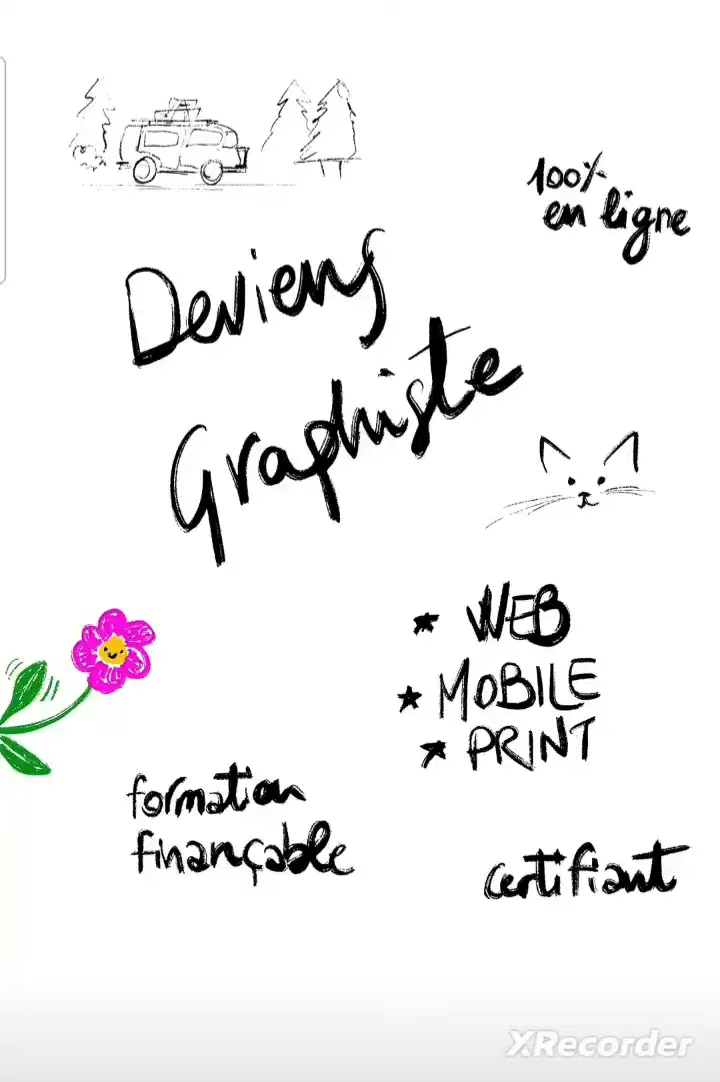 100%
en ligne
Deviens
Graphiste
★ WEB
★ MOBILE
★ PRINT
formation
finançable
certifiant
XRecorder